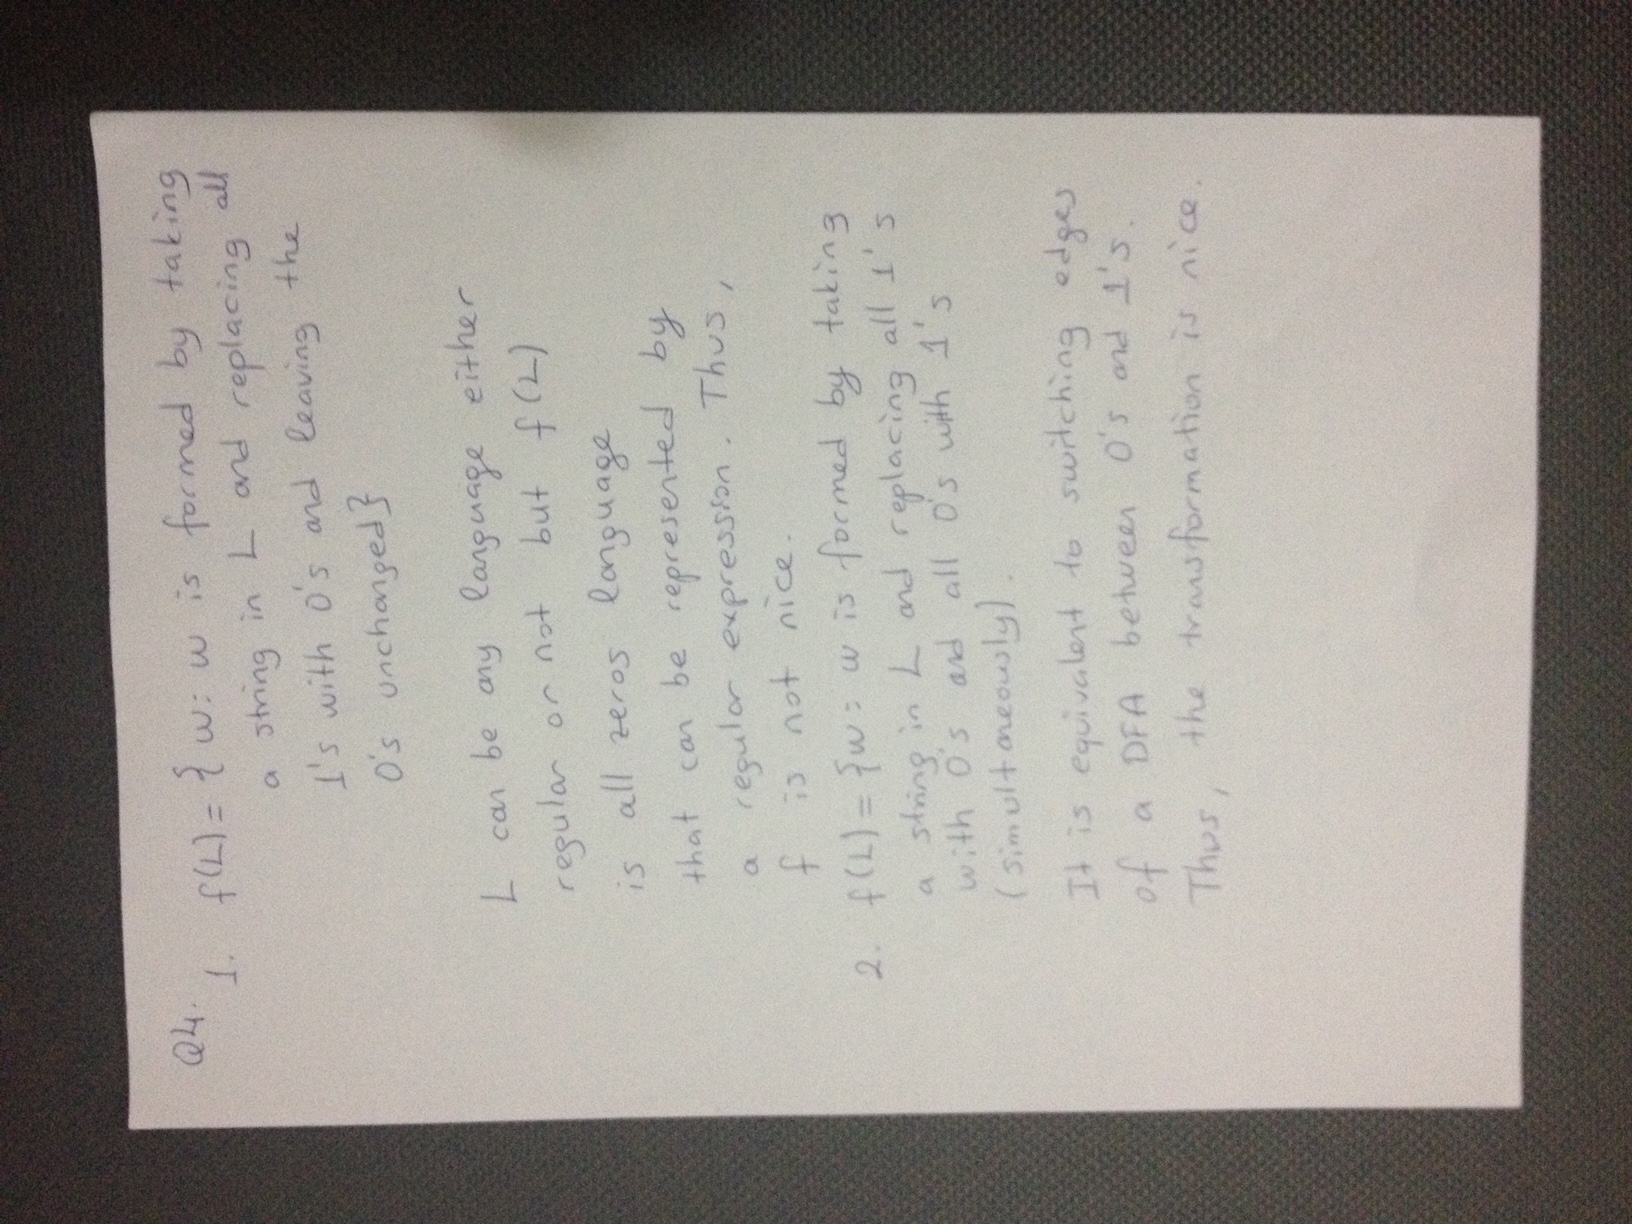 Q4.
1. f(L) = { w: w is formed by taking
a string in L and replacing all
1's with 0's and leaving the
0's unchanged}
L can be any language either
regular or not but f(L)
is all zeros language
that can be represented by
a regular expression. Thus,
f is not nice.
2. f(L) = {w: w is formed by taking
a string in L and replacing all 1's
with 0's and all 0's with 1's
(simultaneously).
It is equivalent to switching edges
of a DFA between 0's and 1's.
Thus, the transformation is nice.